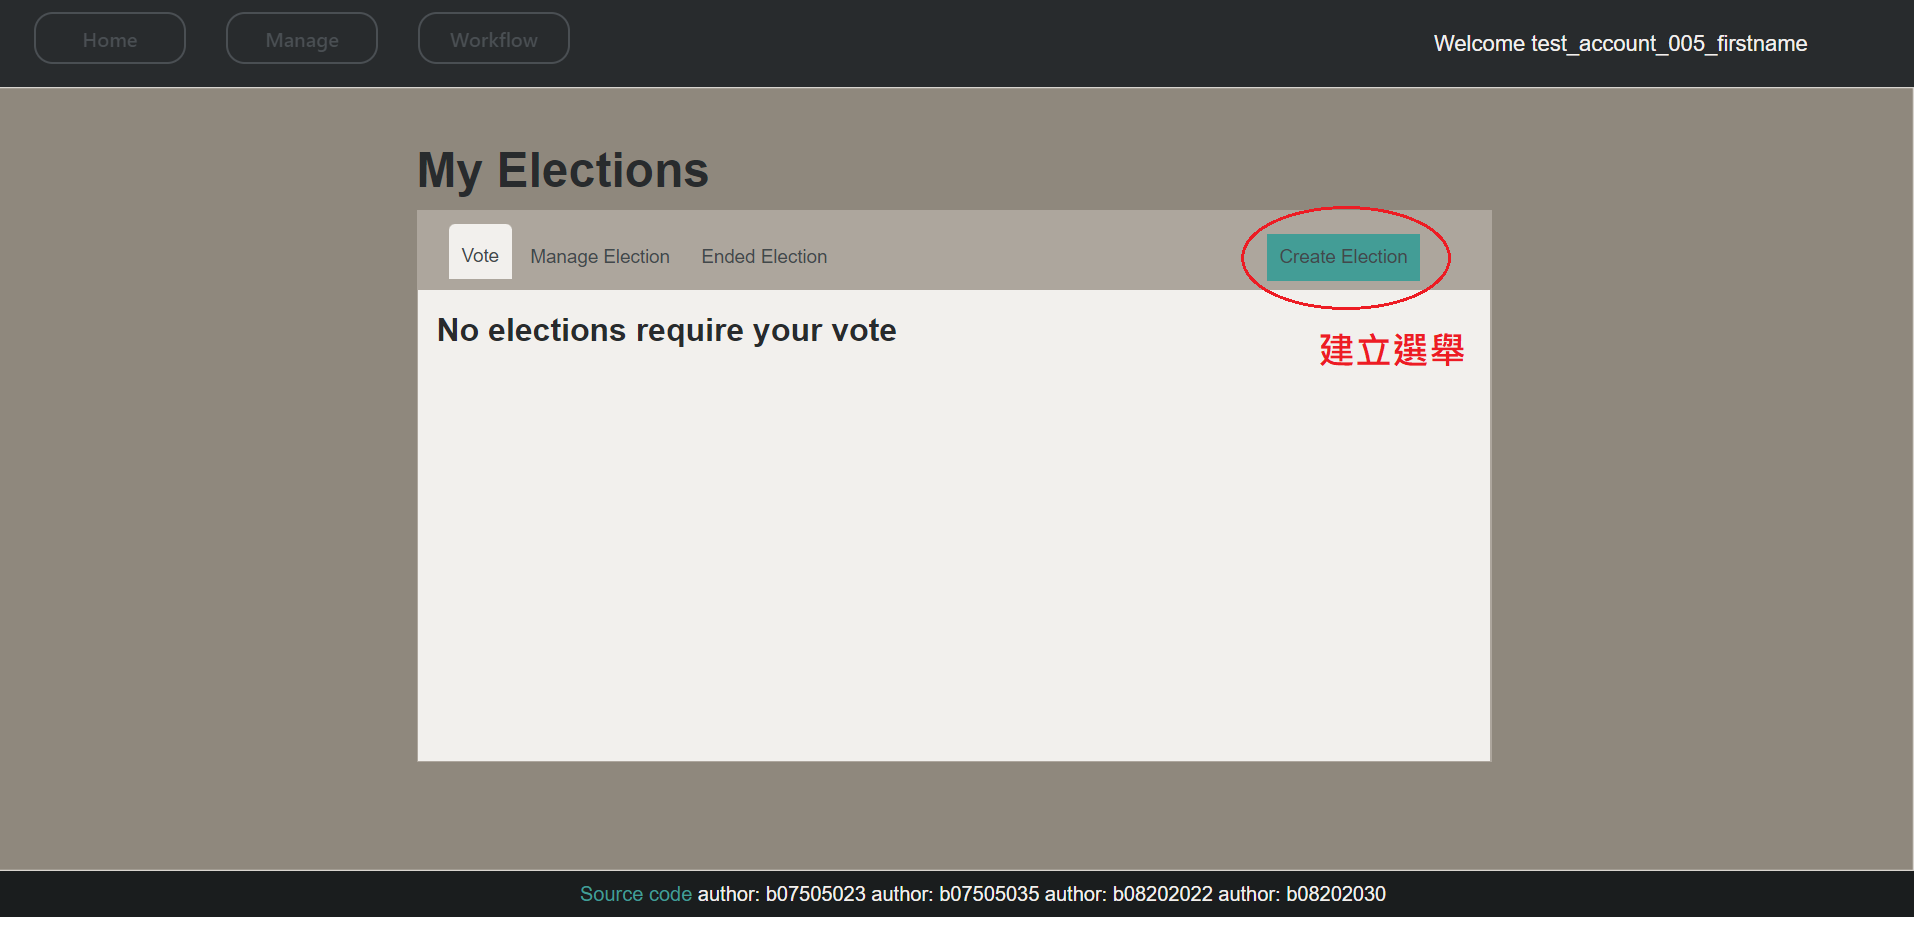 Home Manage Workflow Welcome test_account_005_firstname
My Elections
Vote Manage Election Ended Election Create Election
No elections require your vote
建立選舉
Source code author: b07505023 author: b07505035 author: b08202022 author: b08202030